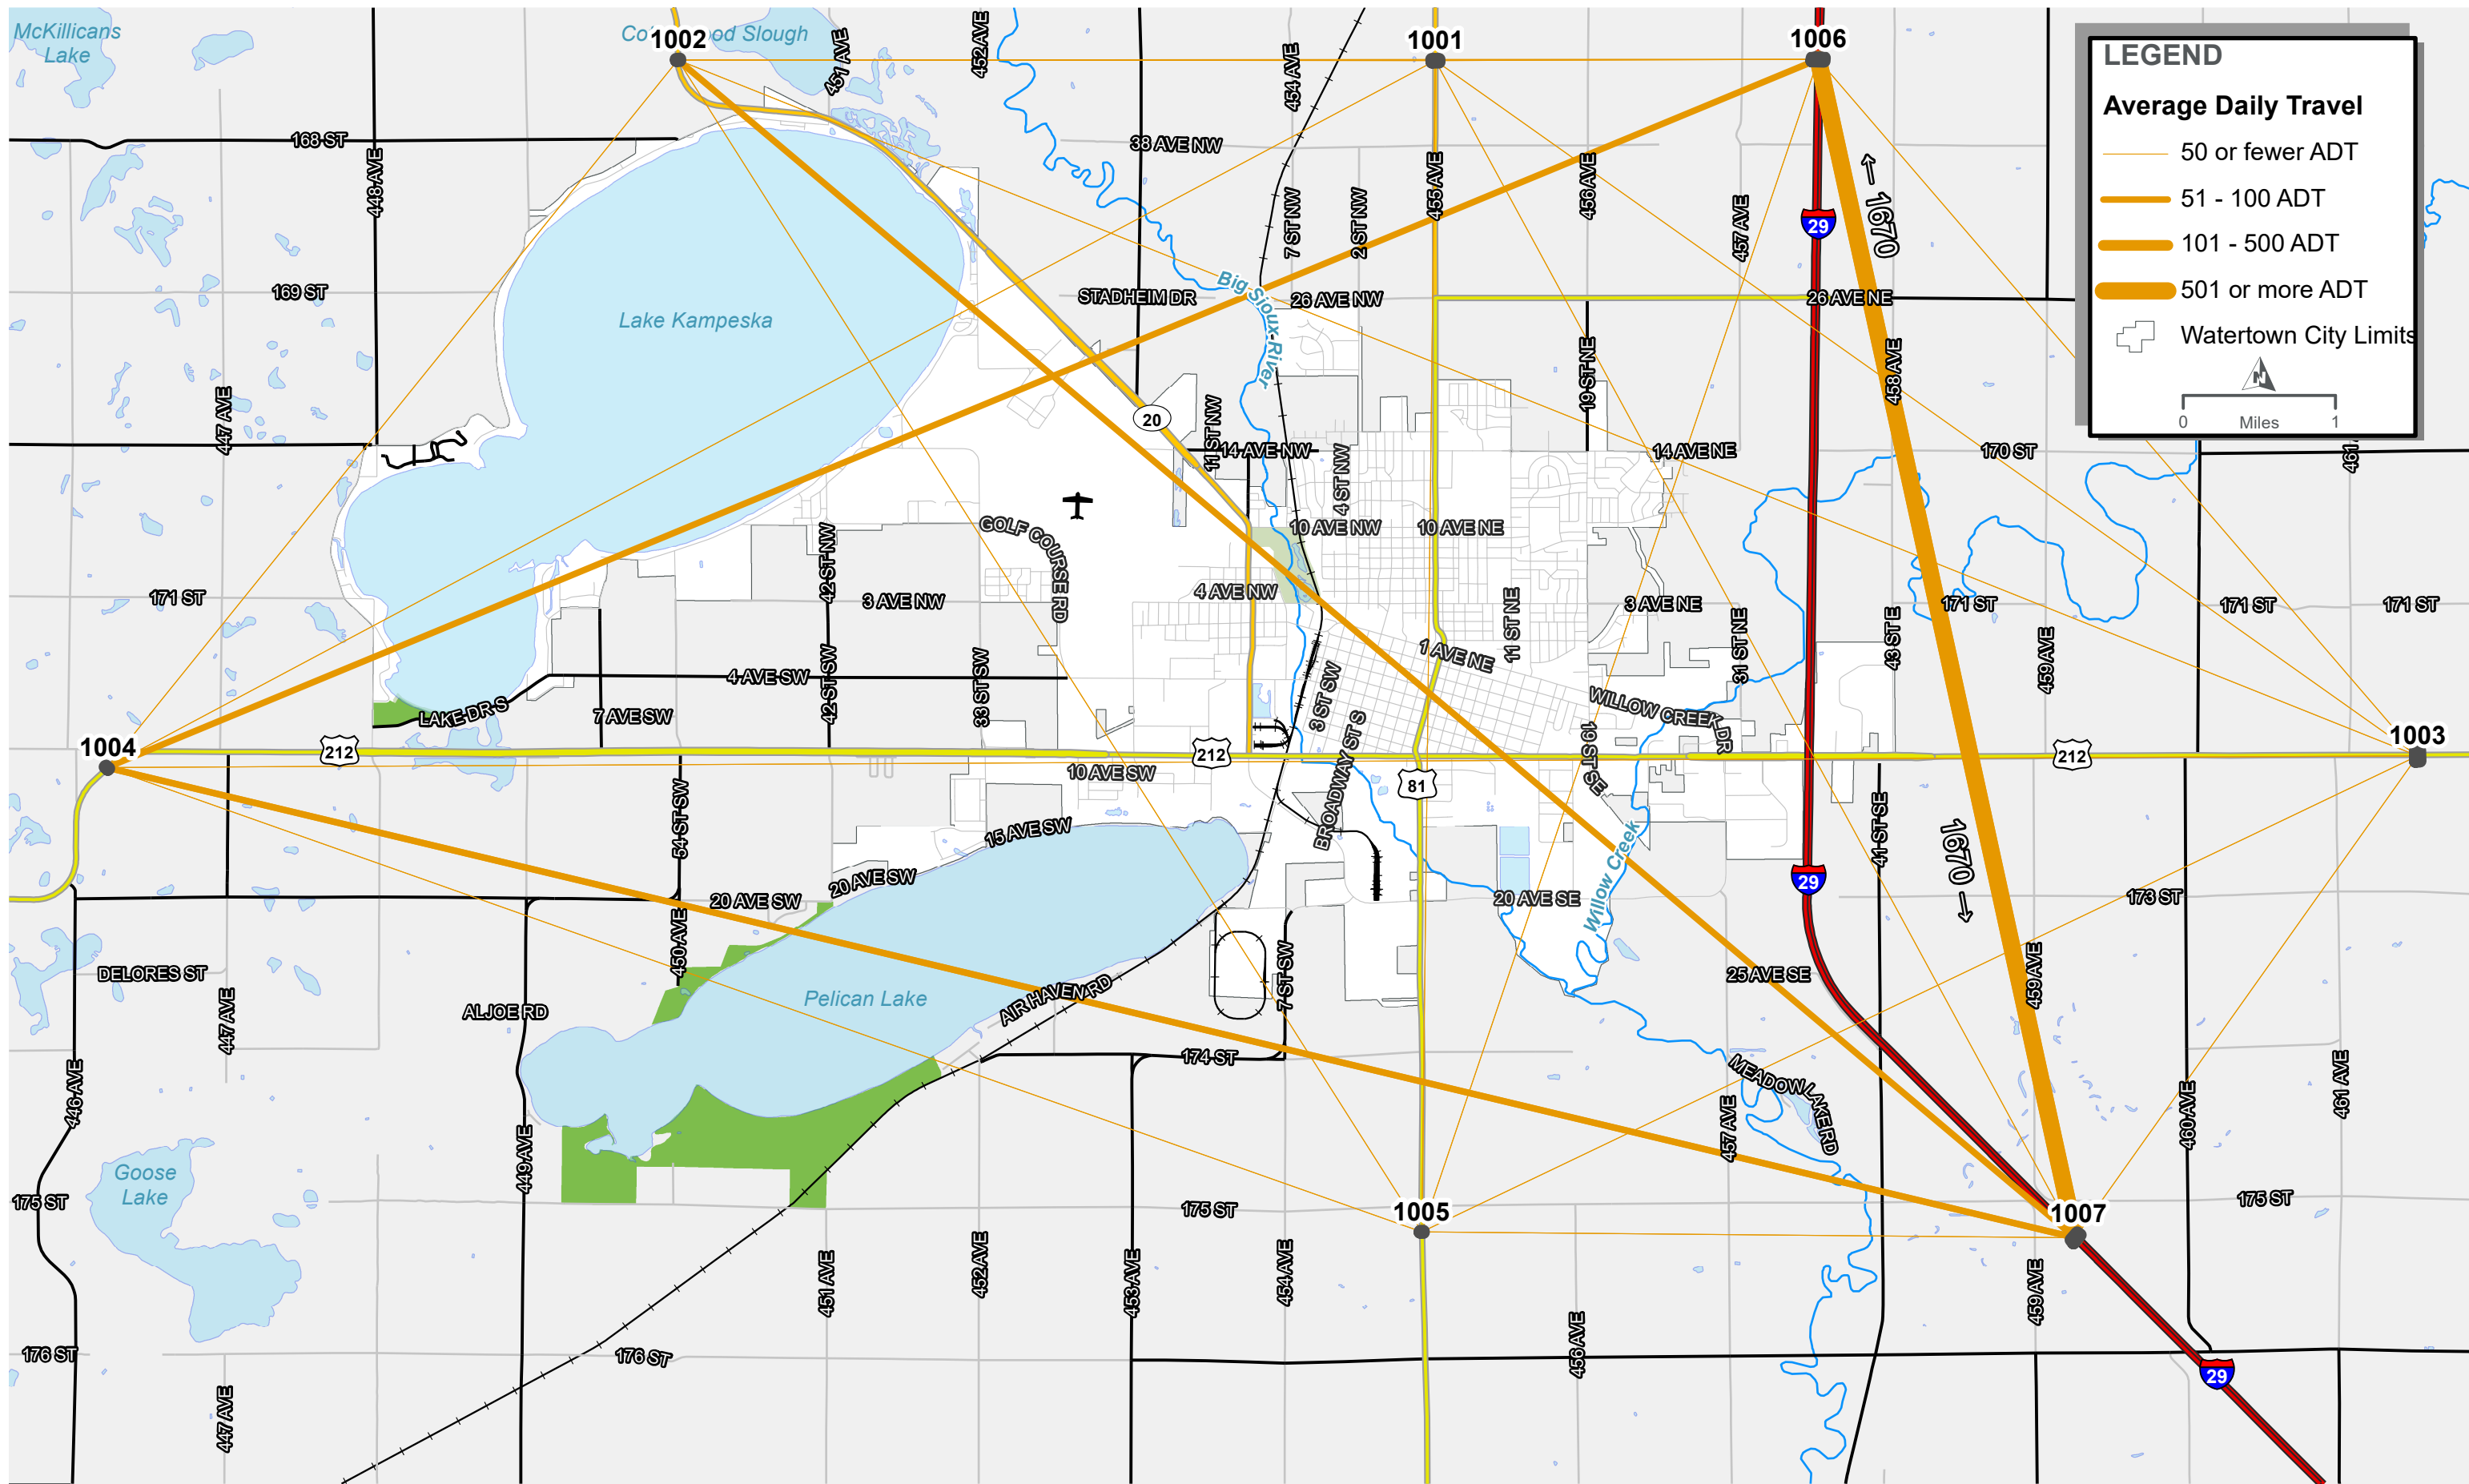 McKillicans
Lake
Co
od Slough
1002
1001
1006
451 AVE
452 AVE
454 AVE
LEGEND
Average Daily Travel
50 or fewer ADT
51 - 100 ADT
101 - 500 ADT
501 or more ADT
Watertown City Limits
N
0
Miles
1
168 ST
448 AVE
38 AVE NW
7 ST NW
2 ST NW
455 AVE
456 AVE
457 AVE
29
← 1670
169 ST
Lake Kampeska
STADHEIM DR
Big Sioux River
26 AVE NW
26 AVE NE
458 AVE
447 AVE
20
11 ST NW
14 AVE NW
4 ST NW
19 ST NE
14 AVE NE
170 ST
461
GOLF COURSE RD
10 AVE NW
10 AVE NE
42 ST NW
171 ST
3 AVE NW
4 AVE NW
11 ST NE
3 AVE NE
171 ST
171 ST
171 ST
1 AVE NE
31 ST NE
43 ST E
459 AVE
4 AVE SW
42 ST SW
33 ST SW
3 ST SW
LAKE DR S
7 AVE SW
WILLOW CREEK DR
BROADWAY ST S
19 ST SE
1004
212
212
212
1003
10 AVE SW
81
54 ST SW
15 AVE SW
Willow Creek
41 ST SE
29
1670 →
20 AVE SW
20 AVE SW
20 AVE SE
173 ST
450 AVE
DELORES ST
447 AVE
ALJOE RD
Pelican Lake
AIR HAVEN RD
7 ST SW
25 AVE SE
459 AVE
174 ST
MEADOW LAKE RD
446 AVE
449 AVE
457 AVE
460 AVE
461 AVE
Goose
Lake
175 ST
175 ST
1005
1007
175 ST
451 AVE
452 AVE
453 AVE
454 AVE
456 AVE
459 AVE
176 ST
176 ST
29
447 AVE